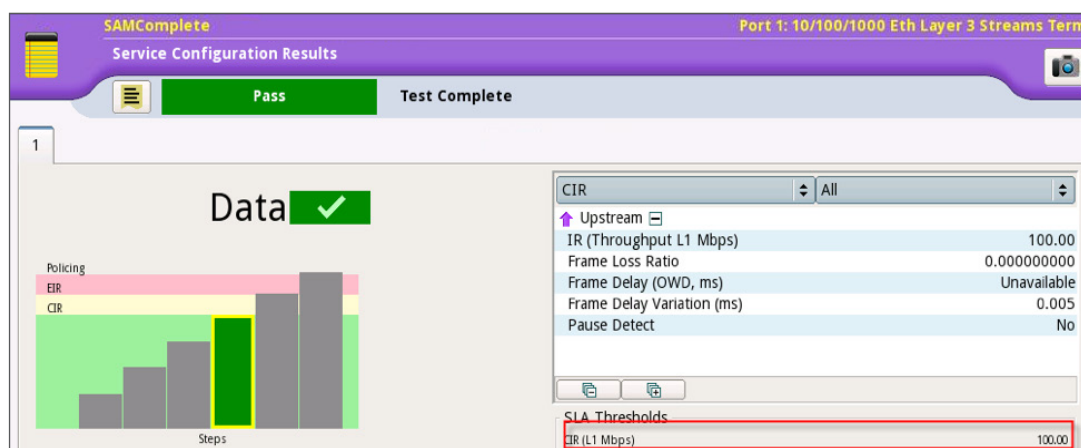 SAMComplete
Port 1: 10/100/1000 Eth Layer 3 Streams Term
Service Configuration Results
Pass
Test Complete
1
Data
CIR
All
Upstream
IR (Throughput L1 Mbps) 100.00
Frame Loss Ratio 0.000000000
Frame Delay (OWD, ms) Unavailable
Frame Delay Variation (ms) 0.005
Pause Detect No
Policing
EIR
CIR
Steps
SLA Thresholds
CIR (L1 Mbps) 100.00